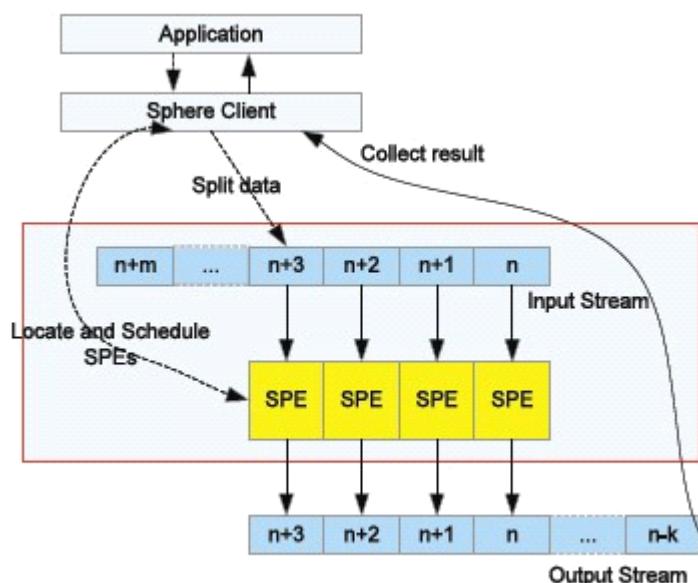 Application
Sphere Client
Collect result
Split data
n+m ... n+3 n+2 n+1 n
Input Stream
Locate and Schedule
SPEs
SPE SPE SPE SPE
n+3 n+2 n+1 n ... n-k
Output Stream